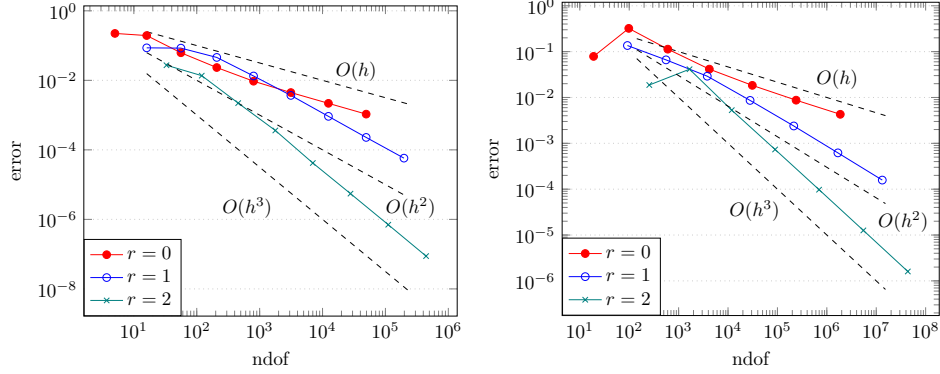 10^0
10^−2
10^−4
10^−6
10^−8
error
O(h)
O(h^2)
O(h^3)
r = 0
r = 1
r = 2
10^1 10^2 10^3 10^4 10^5 10^6
ndof
10^0
10^−1
10^−2
10^−3
10^−4
10^−5
10^−6
error
O(h)
O(h^2)
O(h^3)
r = 0
r = 1
r = 2
10^1 10^2 10^3 10^4 10^5 10^6 10^7 10^8
ndof